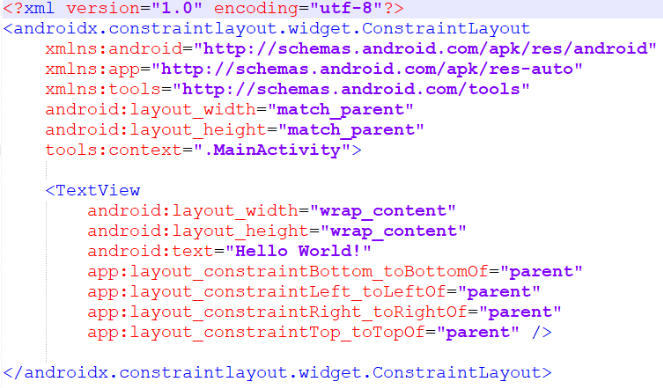 <?xml version="1.0" encoding="utf-8"?>
<androidx.constraintlayout.widget.ConstraintLayout
    xmlns:android="http://schemas.android.com/apk/res/android"
    xmlns:app="http://schemas.android.com/apk/res-auto"
    xmlns:tools="http://schemas.android.com/tools"
    android:layout_width="match_parent"
    android:layout_height="match_parent"
    tools:context=".MainActivity">
    <TextView
        android:layout_width="wrap_content"
        android:layout_height="wrap_content"
        android:text="Hello World!"
        app:layout_constraintBottom_toBottomOf="parent"
        app:layout_constraintLeft_toLeftOf="parent"
        app:layout_constraintRight_toRightOf="parent"
        app:layout_constraintTop_toTopOf="parent" />
</androidx.constraintlayout.widget.ConstraintLayout>